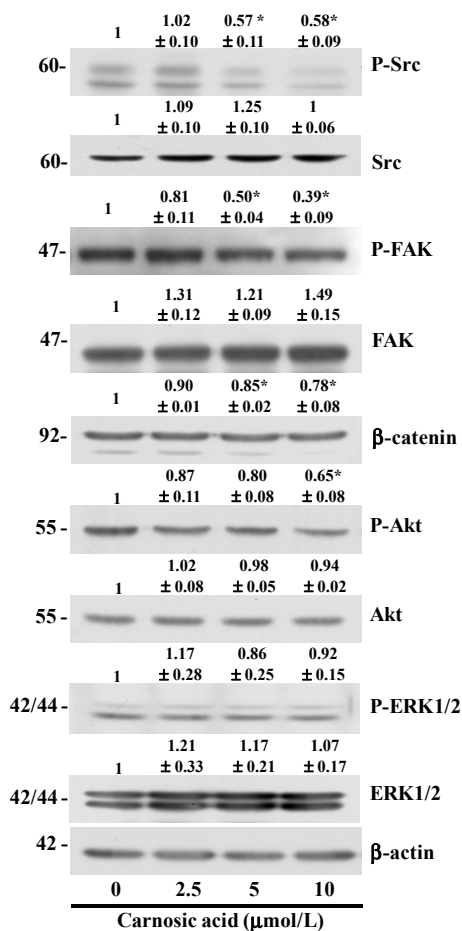 1 1.02 0.57 * 0.58*
± 0.10 ± 0.11 ± 0.09
60- P-Src
1 1.09 1.25 1
± 0.10 ± 0.10 ± 0.06
60- Src
1 0.81 0.50* 0.39*
± 0.11 ± 0.04 ± 0.09
47- P-FAK
1 1.31 1.21 1.49
± 0.12 ± 0.09 ± 0.15
47- FAK
1 0.90 0.85* 0.78*
± 0.01 ± 0.02 ± 0.08
92- β-catenin
1 0.87 0.80 0.65*
± 0.11 ± 0.08 ± 0.08
55 - P-Akt
1 1.02 0.98 0.94
± 0.08 ± 0.05 ± 0.02
55 - Akt
1 1.17 0.86 0.92
± 0.28 ± 0.25 ± 0.15
42/44 - P-ERK1/2
1 1.21 1.17 1.07
± 0.33 ± 0.21 ± 0.17
42/44 - ERK1/2
42 - β-actin
0 2.5 5 10
Carnosic acid (μmol/L)